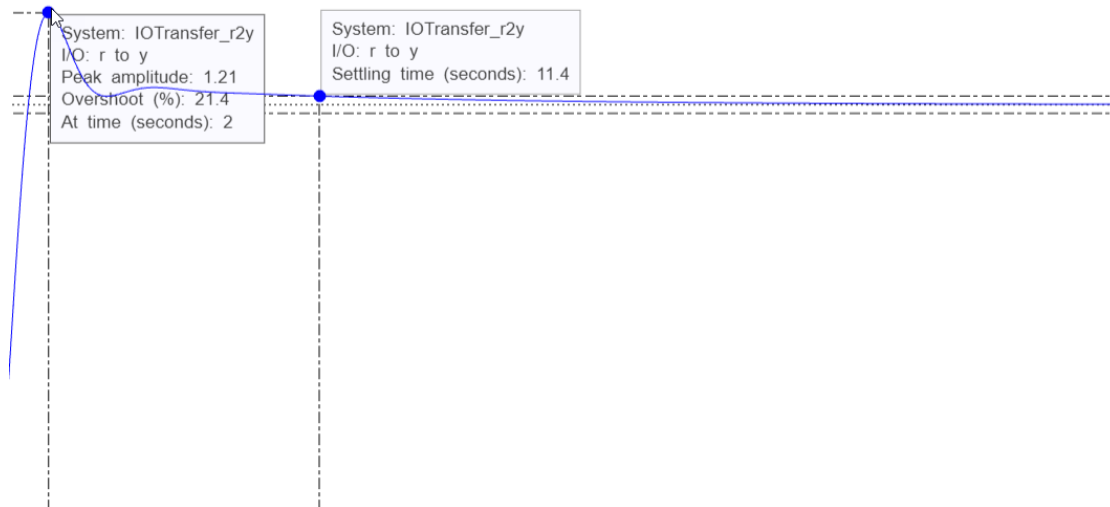 System: IOTransfer_r2y
I/O: r to y
Peak amplitude: 1.21
Overshoot (%): 21.4
At time (seconds): 2
System: IOTransfer_r2y
I/O: r to y
Settling time (seconds): 11.4